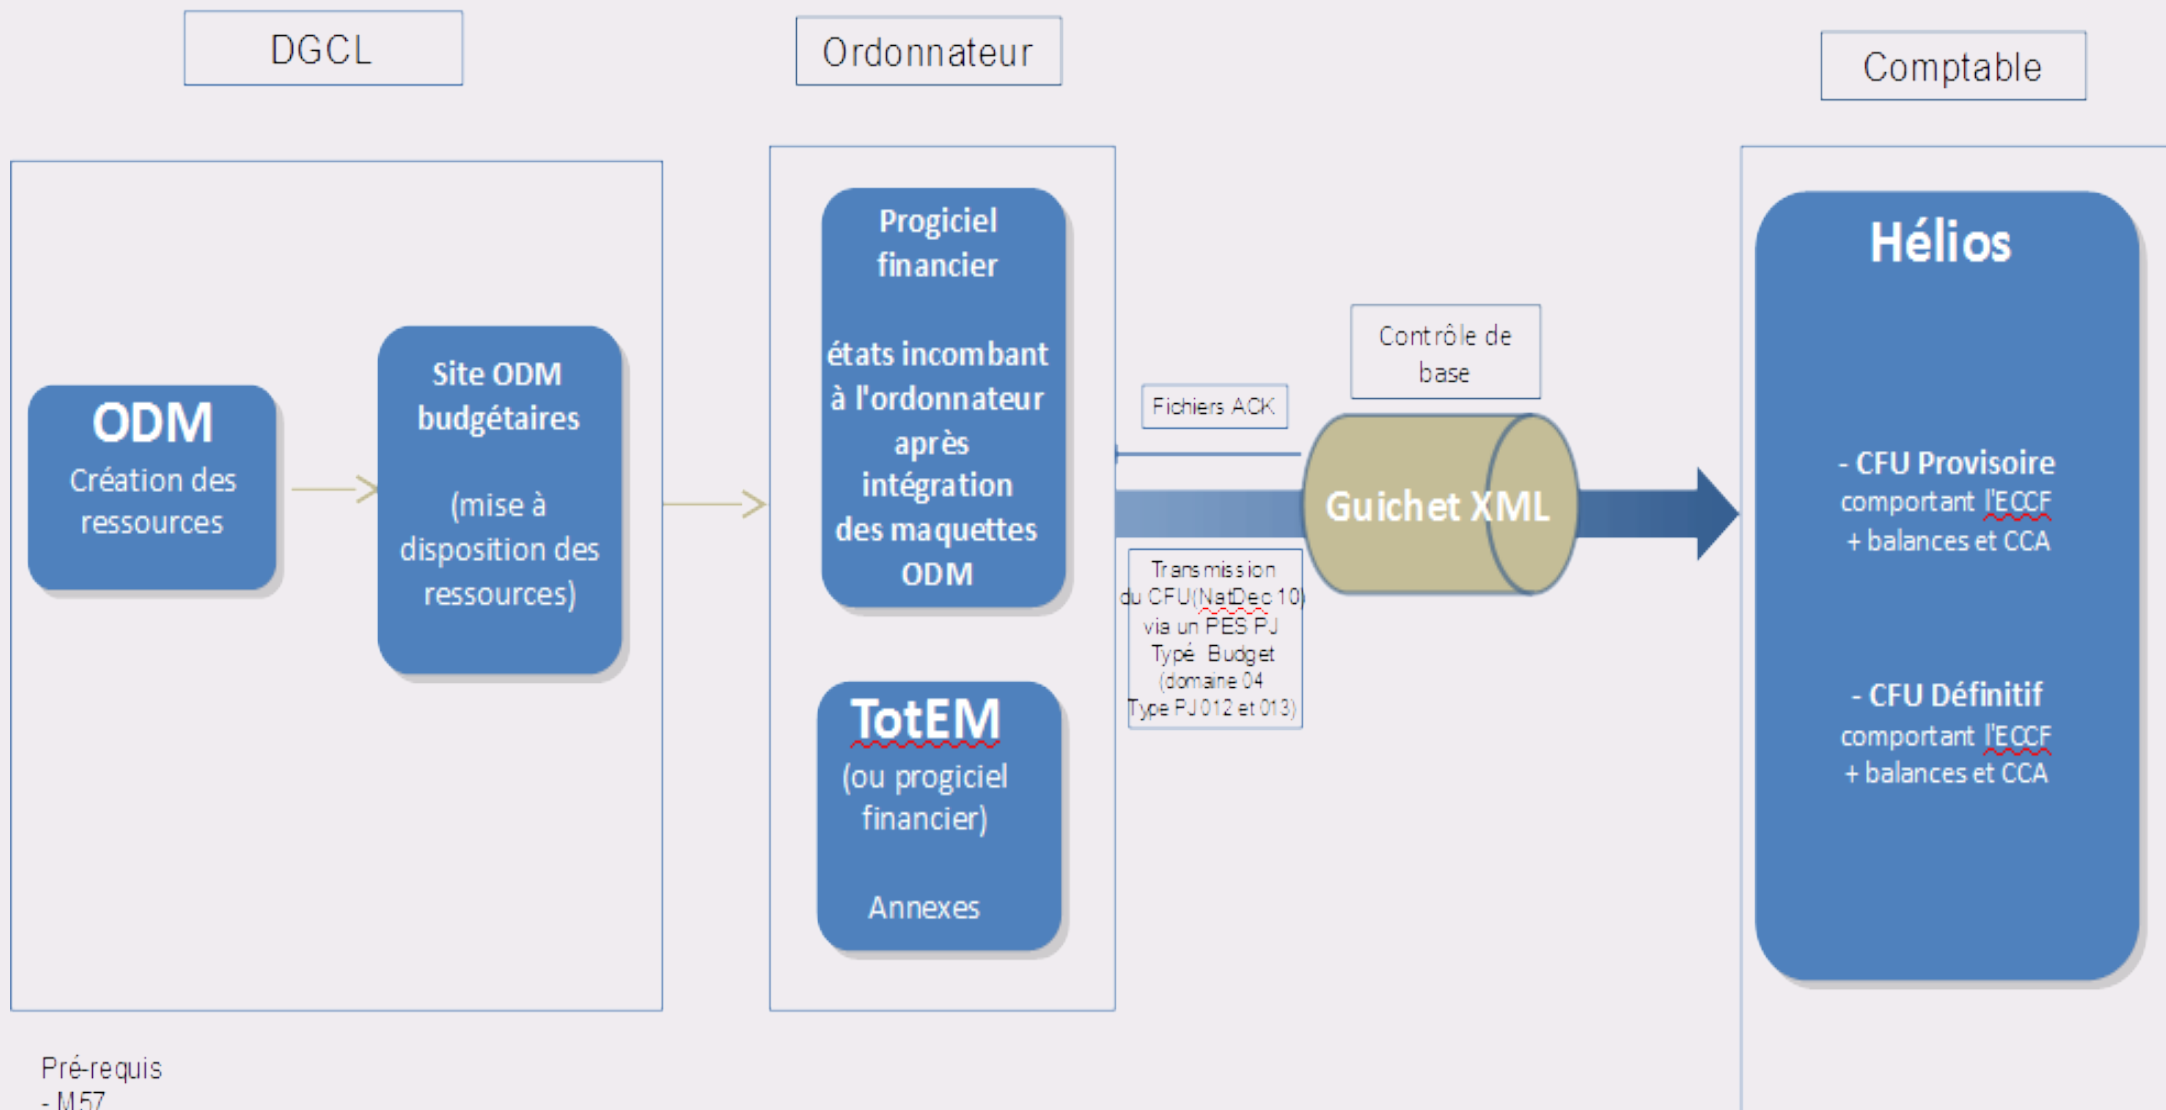 DGCL
Ordonnateur
Comptable
ODM
Création des
ressources
Site ODM
budgétaires
(mise à
disposition des
ressources)
Progiciel
financier
états incombant
à l'ordonnateur
après
intégration
des maquettes
ODM
TotEM
(ou progiciel
financier)
Annexes
Fichiers ACK
Transmission
du CFU(NatDec 10)
via un PES PJ
Typé Budget
(domaine 04
Type PJ 012 et 013)
Contrôle de
base
Guichet XML
Hélios
- CFU Provisoire
comportant l'ECCF
+ balances et CCA
- CFU Définitif
comportant l'ECCF
+ balances et CCA
Pré-requis
- M57